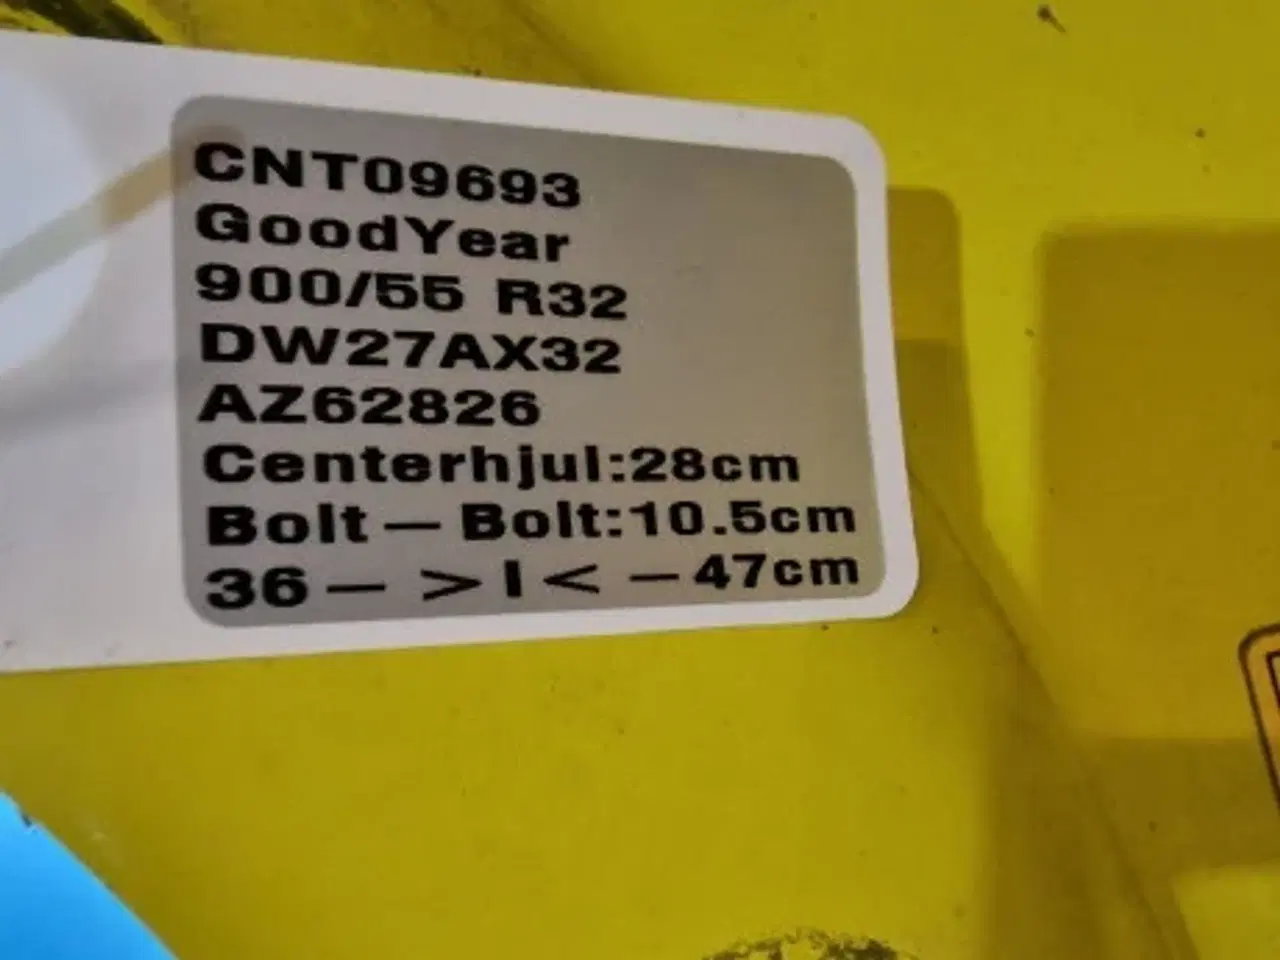 CNT09693
GoodYear
900/55 R32
DW27AX32
AZ62826
Centerhjul:28cm
Bolt — Bolt:10.5cm
36 — > I < — 47cm